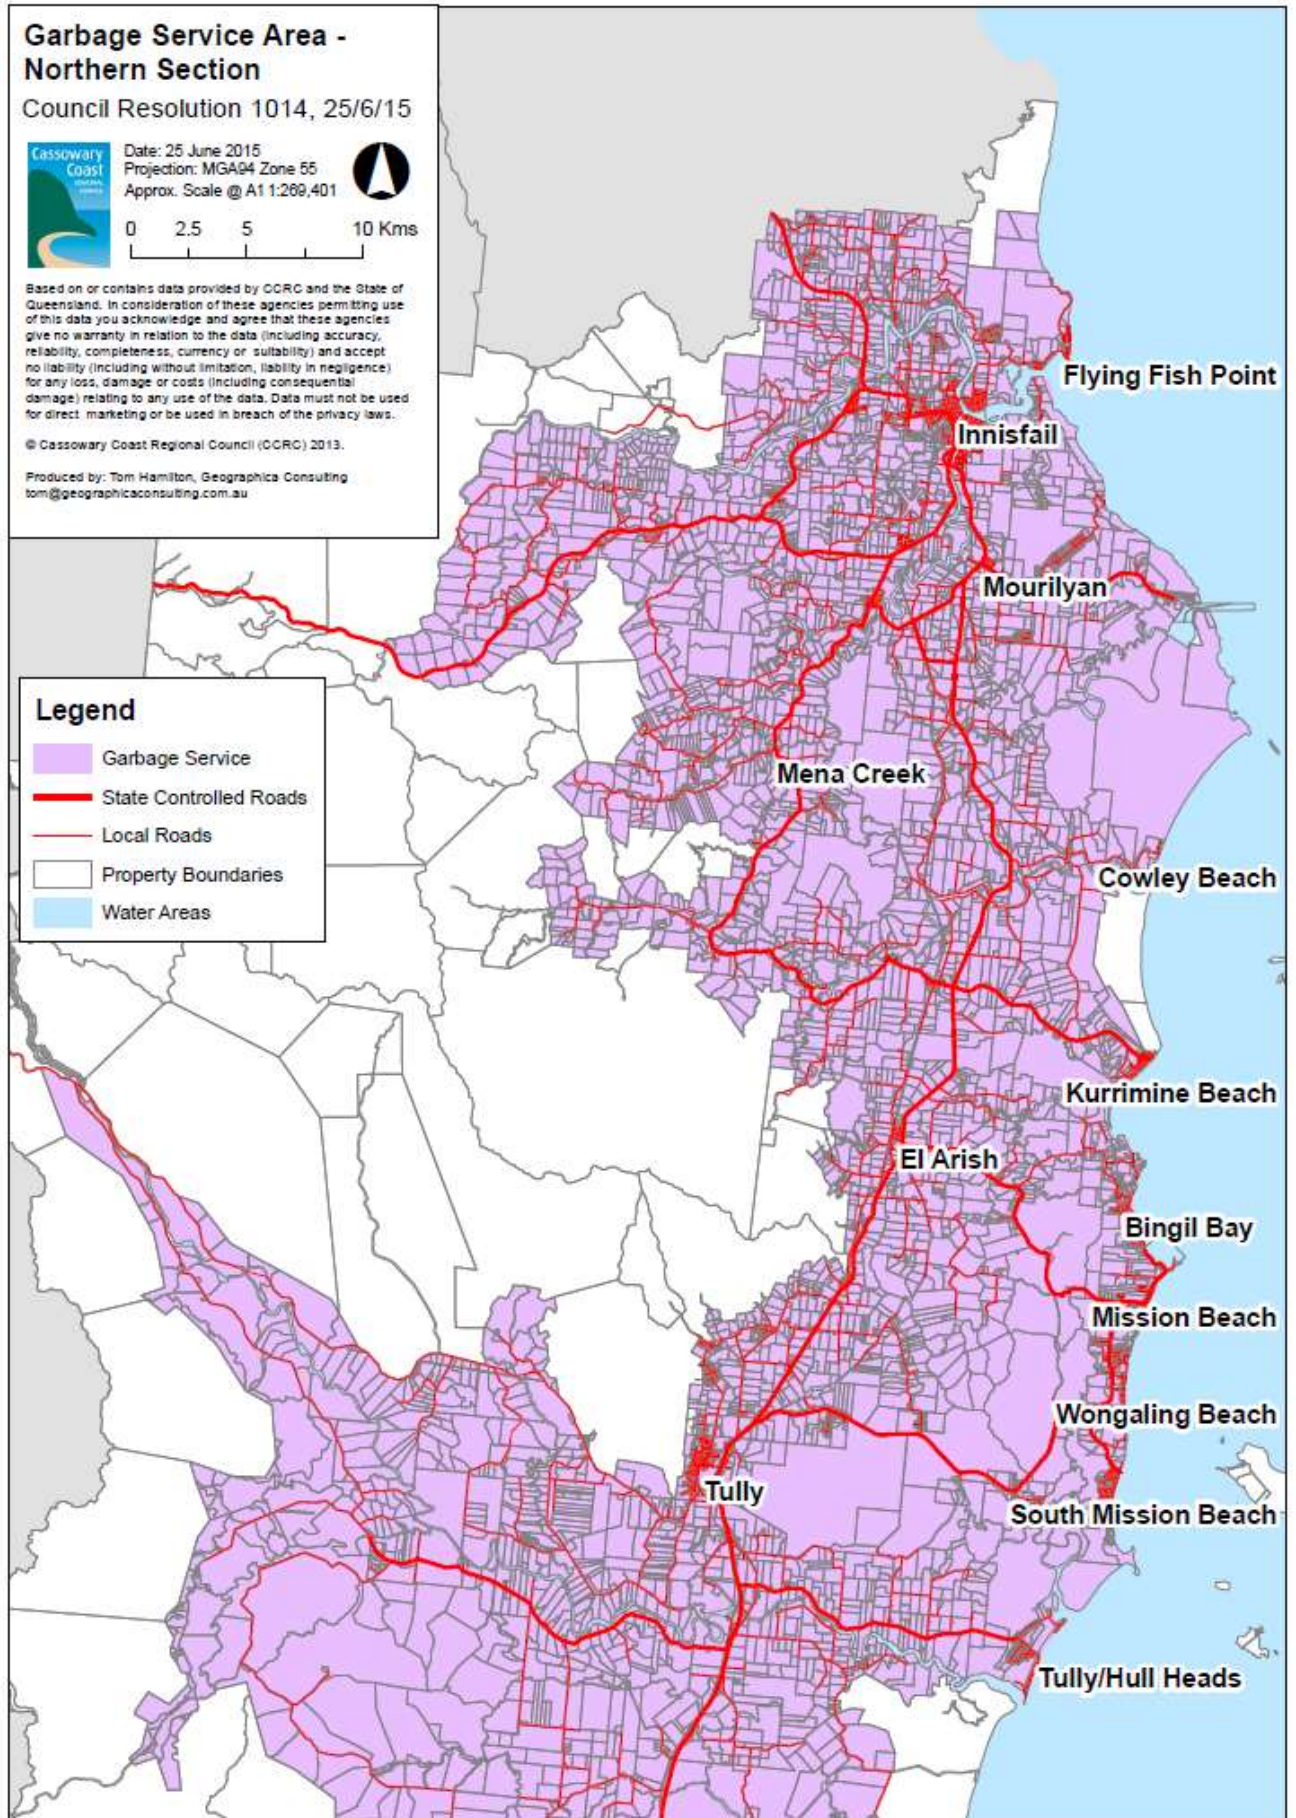 Garbage Service Area -
Northern Section
Council Resolution 1014, 25/6/15
Cassowary
Coast
Date: 25 June 2015
Projection: MGA94 Zone 55
Approx. Scale @ A1 1:269,401
0 2.5 5 10 Kms
Based on or contains data provided by CCRC and the State of
Queensland. In consideration of these agencies permitting use
of this data you acknowledge and agree that these agencies
give no warranty in relation to the data (including accuracy,
reliability, completeness, currency or suitability) and accept
no liability (including without limitation, liability in negligence)
for any loss, damage or costs (including consequential
damage) relating to any use of the data. Data must not be used
for direct marketing or be used in breach of the privacy laws.
© Cassowary Coast Regional Council (CCRC) 2013.
Produced by: Tom Hamilton, Geographica Consulting
tom@geographicaconsulting.com.au
Flying Fish Point
Innisfail
Mourilyan
Legend
Garbage Service
State Controlled Roads
Local Roads
Property Boundaries
Water Areas
Mena Creek
Cowley Beach
Kurrimine Beach
El Arish
Bingil Bay
Mission Beach
Wongaling Beach
Tully
South Mission Beach
Tully/Hull Heads